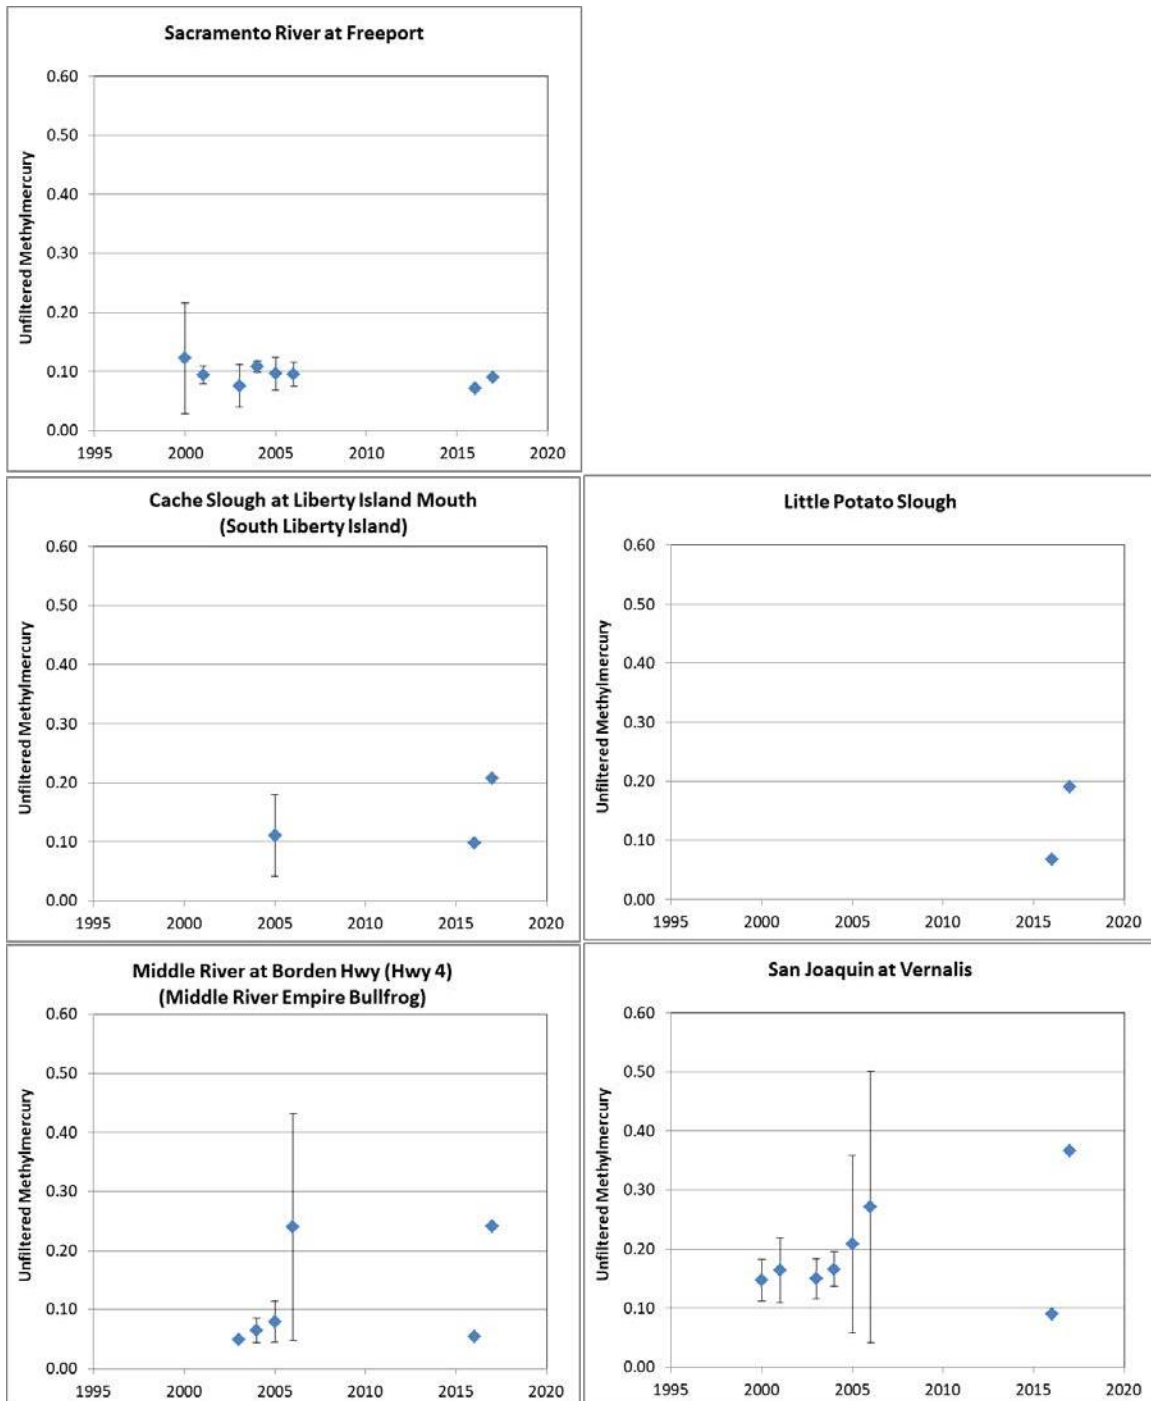 Sacramento River at Freeport
Unfiltered Methylmercury
0.60
0.50
0.40
0.30
0.20
0.10
0.00
1995 2000 2005 2010 2015 2020
Cache Slough at Liberty Island Mouth
(South Liberty Island)
Unfiltered Methylmercury
0.60
0.50
0.40
0.30
0.20
0.10
0.00
1995 2000 2005 2010 2015 2020
Little Potato Slough
Unfiltered Methylmercury
0.60
0.50
0.40
0.30
0.20
0.10
0.00
1995 2000 2005 2010 2015 2020
Middle River at Borden Hwy (Hwy 4)
(Middle River Empire Bullfrog)
Unfiltered Methylmercury
0.60
0.50
0.40
0.30
0.20
0.10
0.00
1995 2000 2005 2010 2015 2020
San Joaquin at Vernalis
Unfiltered Methylmercury
0.60
0.50
0.40
0.30
0.20
0.10
0.00
1995 2000 2005 2010 2015 2020